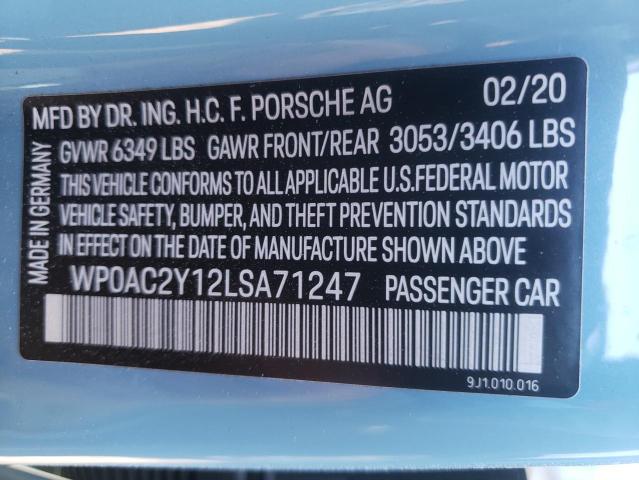 MFD BY DR. ING. H.C. F. PORSCHE AG 02/20
GVWR 6349 LBS GAWR FRONT/REAR 3053/3406 LBS
THIS VEHICLE CONFORMS TO ALL APPLICABLE U.S.FEDERAL MOTOR
VEHICLE SAFETY, BUMPER, AND THEFT PREVENTION STANDARDS
IN EFFECT ON THE DATE OF MANUFACTURE SHOWN ABOVE
WP0AC2Y12LSA71247 PASSENGER CAR
9J1.010.016
MADE IN GERMANY